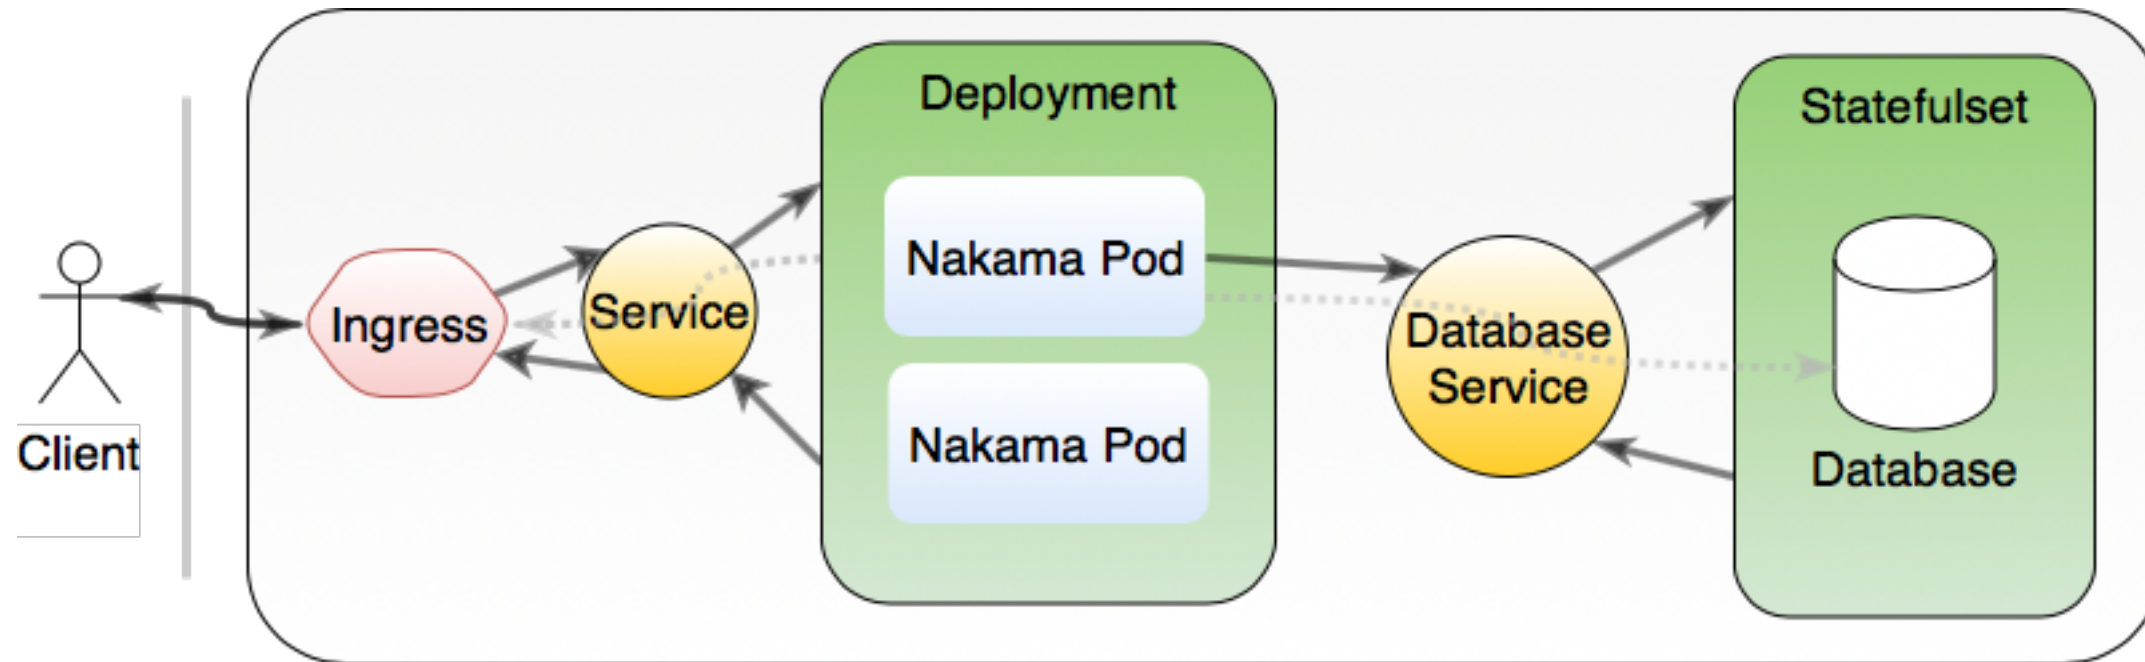 Client
Ingress
Service
Deployment
Nakama Pod
Nakama Pod
Database
Service
Statefulset
Database